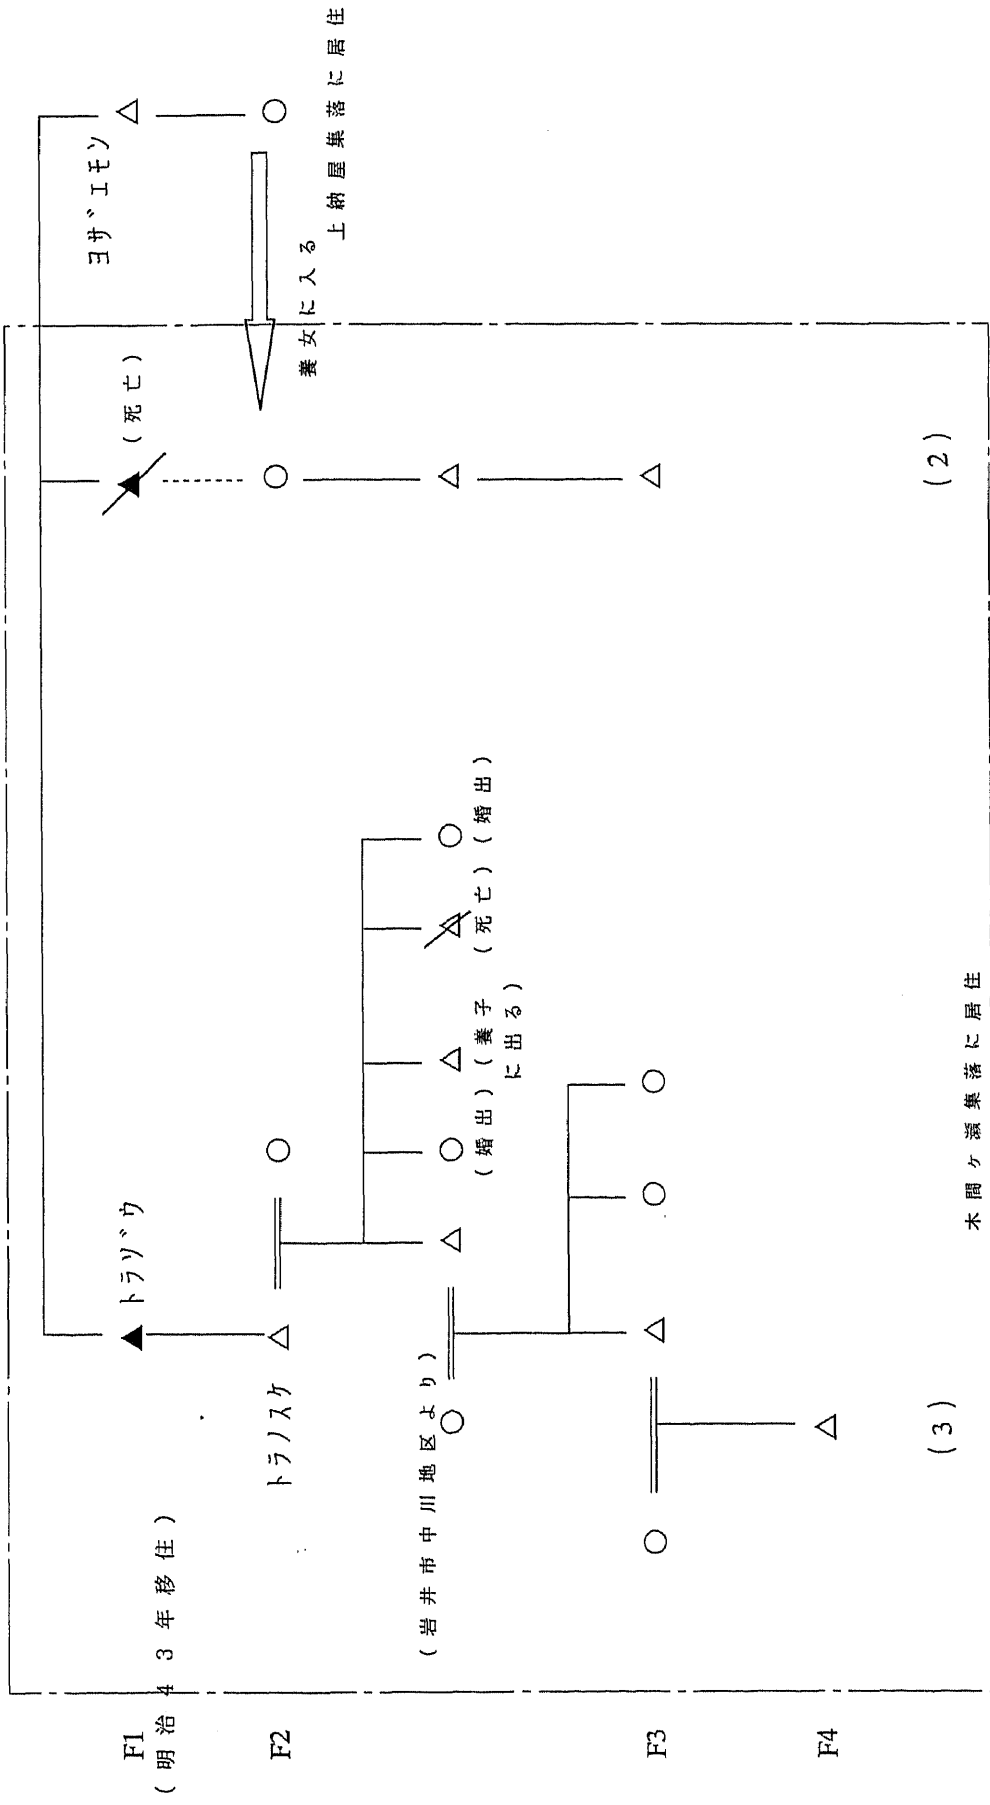 F1
(明治43年移住)
F2
F3
F4
▲トラゾウ
トラノスケ
(岩井市中川地区より)
(婚出)
(養子
に出る)
(死亡)
(婚出)
(死亡)
ヨザエモン
養女に入る
上納屋集落に居住
(3)
(2)
木間ヶ瀬集落に居住